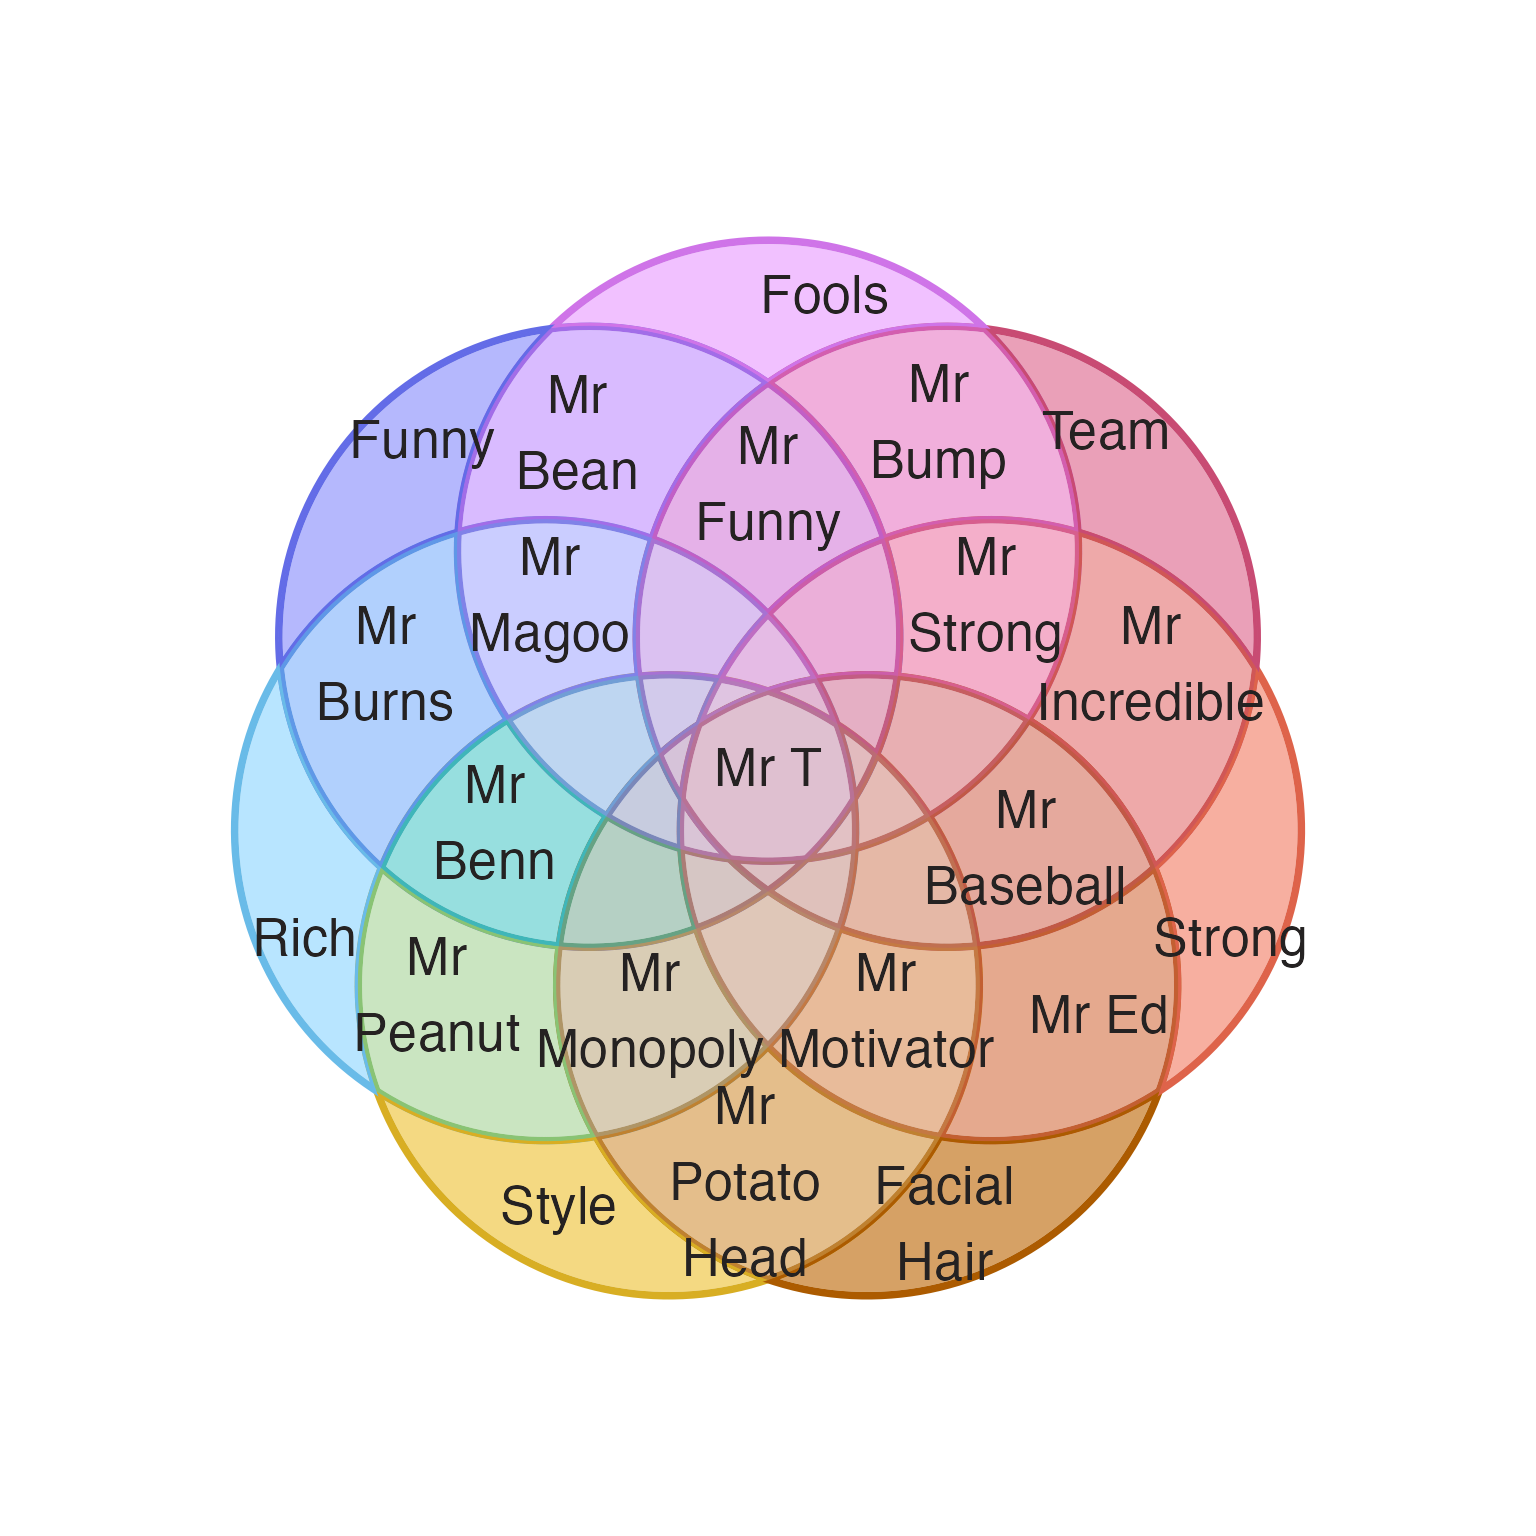 Fools
Funny
Mr
Bean
Mr
Funny
Mr
Bump
Team
Mr
Magoo
Mr
Strong
Mr
Burns
Mr
Incredible
Mr T
Mr
Benn
Mr
Baseball
Rich
Strong
Mr
Peanut
Mr
Monopoly
Mr
Motivator
Mr Ed
Mr
Potato
Head
Style
Facial
Hair